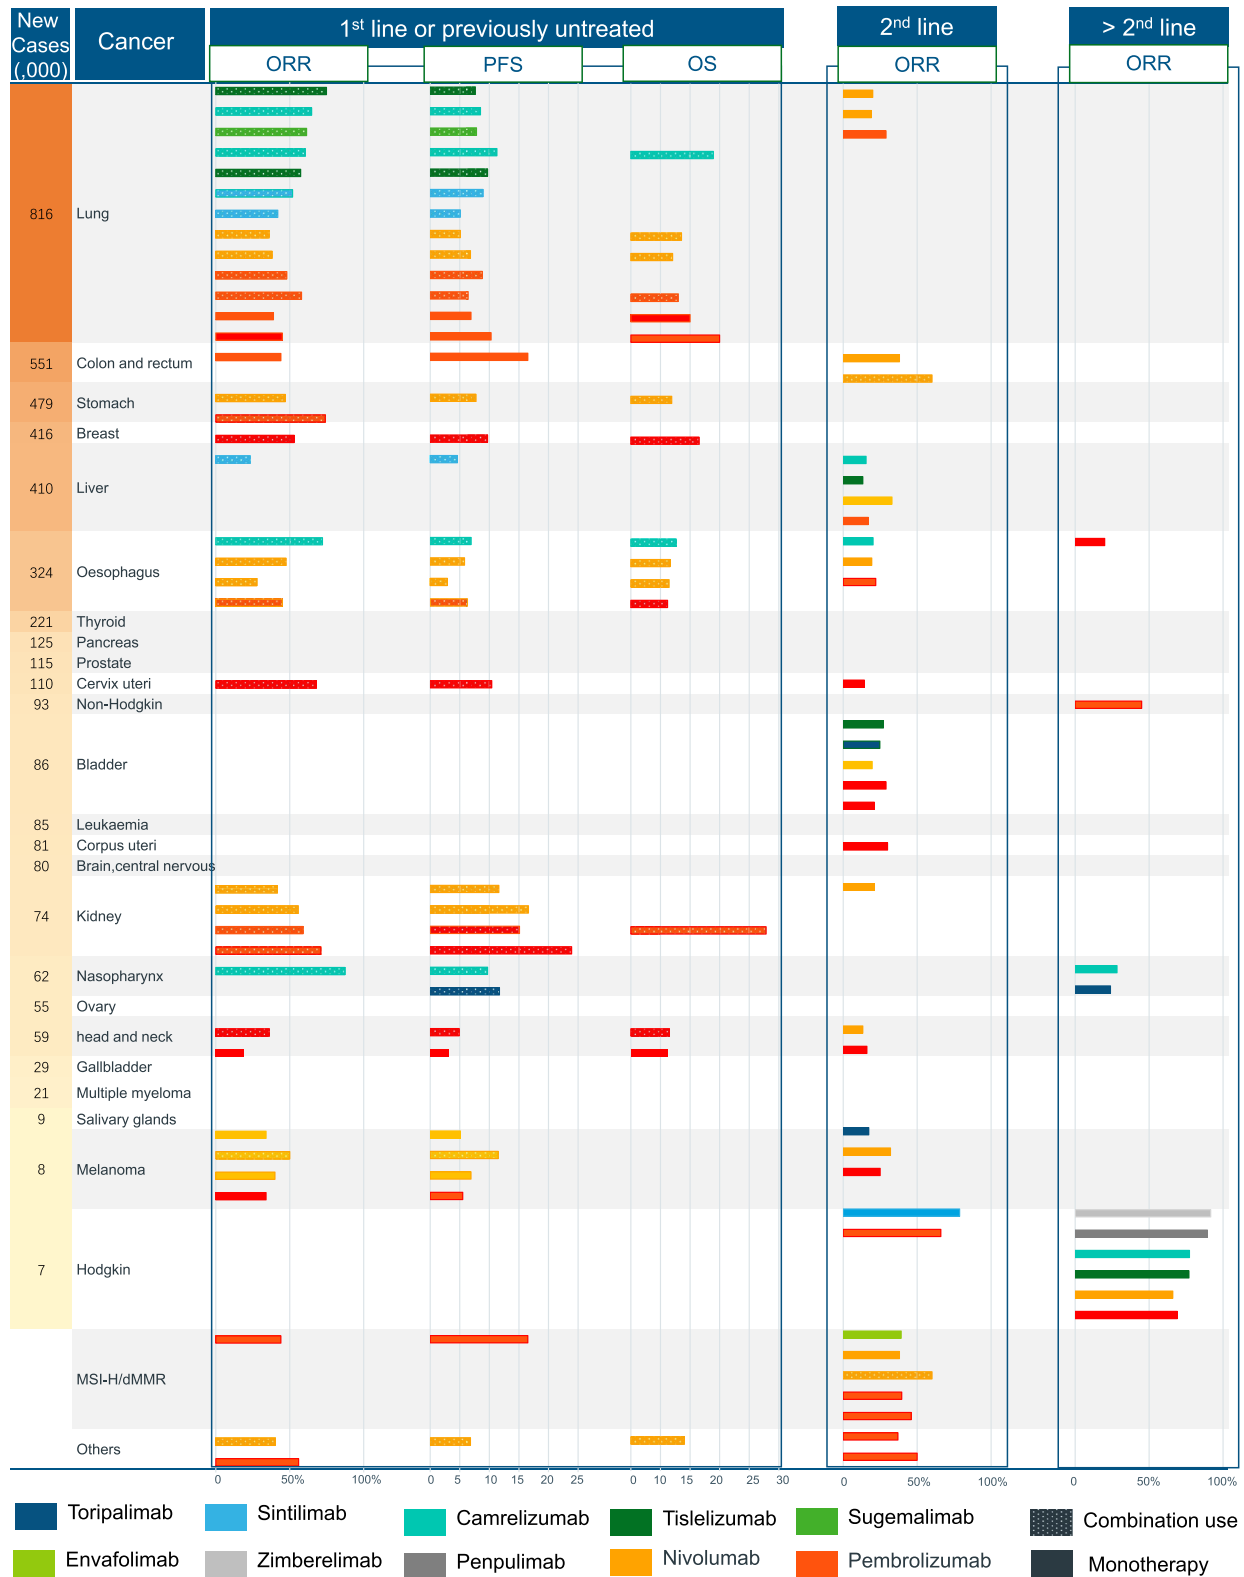 New Cases (,000)
Cancer
1st line or previously untreated
2nd line
> 2nd line
ORR
PFS
OS
ORR
ORR
816 Lung
551 Colon and rectum
479 Stomach
416 Breast
410 Liver
324 Oesophagus
221 Thyroid
125 Pancreas
115 Prostate
110 Cervix uteri
93 Non-Hodgkin
86 Bladder
85 Leukaemia
81 Corpus uteri
80 Brain,central nervous
74 Kidney
62 Nasopharynx
55 Ovary
59 head and neck
29 Gallbladder
21 Multiple myeloma
9 Salivary glands
8 Melanoma
7 Hodgkin
MSI-H/dMMR
Others
0 50% 100% 0 5 10 15 20 25 0 10 15 20 25 30 0 50% 100% 0 50% 100%
Toripalimab Sintilimab Camrelizumab Tislelizumab Sugemalimab Combination use
Envafolimab Zimberelimab Penpulimab Nivolumab Pembrolizumab Monotherapy